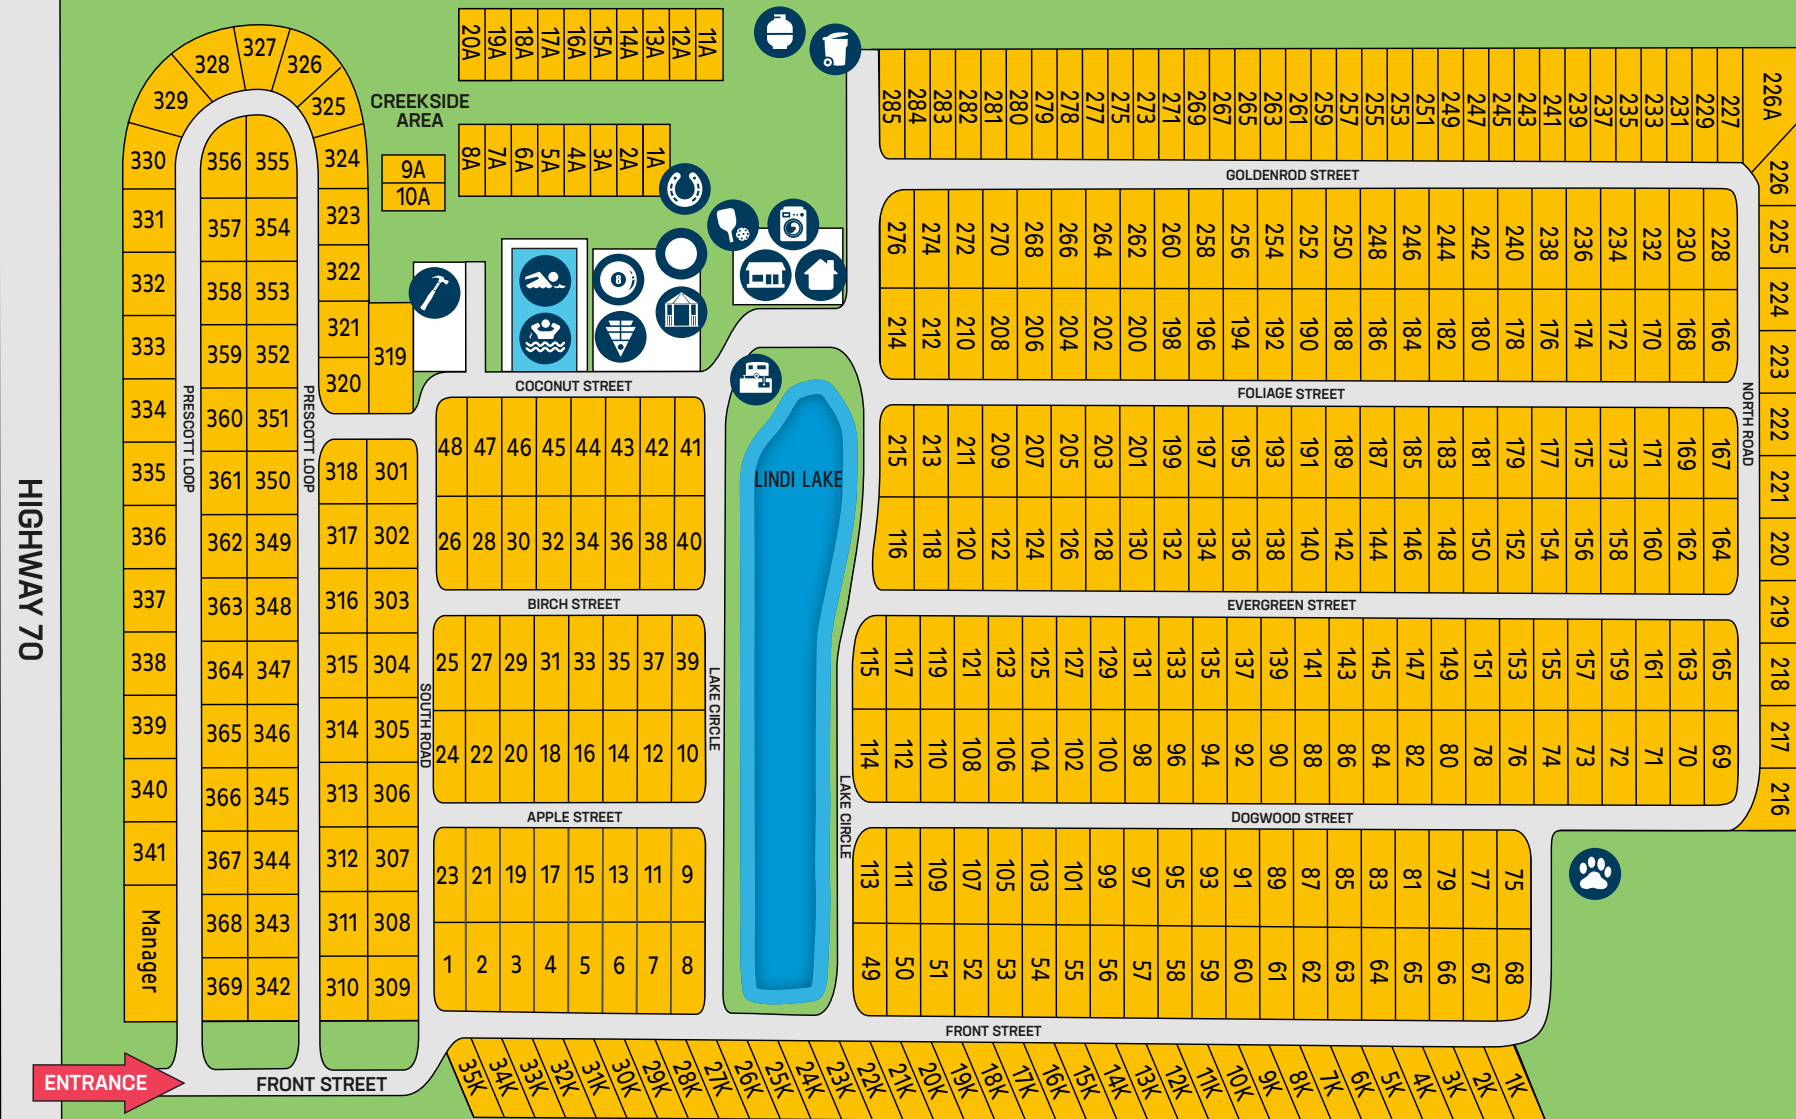 20A 19A 18A 17A 16A 15A 14A 13A 12A 11A
CREEKSIDE
AREA
8A 7A 6A 5A 4A 3A 2A 1A
9A
10A
329 328 327 326 325
330 331 332 333 334 335 336 337 338 339 340 341 Manager
356 355
357 354
358 353
359 352
360 351
361 350
362 349
363 348
364 347
365 346
366 345
367 344
368 343
369 342
324 323 322 321 320 319
318 301
317 302
316 303
315 304
314 305
313 306
312 307
311 308
310 309
PRESCOTT LOOP
PRESCOTT LOOP
HIGHWAY 70
SOUTH ROAD
8
COCONUT STREET
48 47 46 45 44 43 42 41
26 28 30 32 34 36 38 40
BIRCH STREET
25 27 29 31 33 35 37 39
24 22 20 18 16 14 12 10
APPLE STREET
23 21 19 17 15 13 11 9
1 2 3 4 5 6 7 8
LAKE CIRCLE
LINDI LAKE
LAKE CIRCLE
285 284 283 282 281 280 279 278 277 275 273 271 269 267 265 263 261 259 257 255 253 251 249 247 245 243 241 239 237 235 233 231 229 227 226A
GOLDENROD STREET
276 274 272 270 268 266 264 262 260 258 256 254 252 250 248 246 244 242 240 238 236 234 232 230 228
214 212 210 208 206 204 202 200 198 196 194 192 190 188 186 184 182 180 178 176 174 172 170 168 166
FOLIAGE STREET
215 213 211 209 207 205 203 201 199 197 195 193 191 189 187 185 183 181 179 177 175 173 171 169 167
116 118 120 122 124 126 128 130 132 134 136 138 140 142 144 146 148 150 152 154 156 158 160 162 164
EVERGREEN STREET
115 117 119 121 123 125 127 129 131 133 135 137 139 141 143 145 147 149 151 153 155 157 159 161 163 165
114 112 110 108 106 104 102 100 98 96 94 92 90 88 86 84 82 80 78 76 74 73 72 71 70 69
DOGWOOD STREET
113 111 109 107 105 103 101 99 97 95 93 91 89 87 85 83 81 79 77 75
49 50 51 52 53 54 55 56 57 58 59 60 61 62 63 64 65 66 67 68
NORTH ROAD
226 225 224 223 222 221 220 219 218 217 216
FRONT STREET
35K 34K 33K 32K 31K 30K 29K 28K 27K 26K 25K 24K 23K 22K 21K 20K 19K 18K 17K 16K 15K 14K 13K 12K 11K 10K 9K 8K 7K 6K 5K 4K 3K 2K 1K
ENTRANCE
FRONT STREET